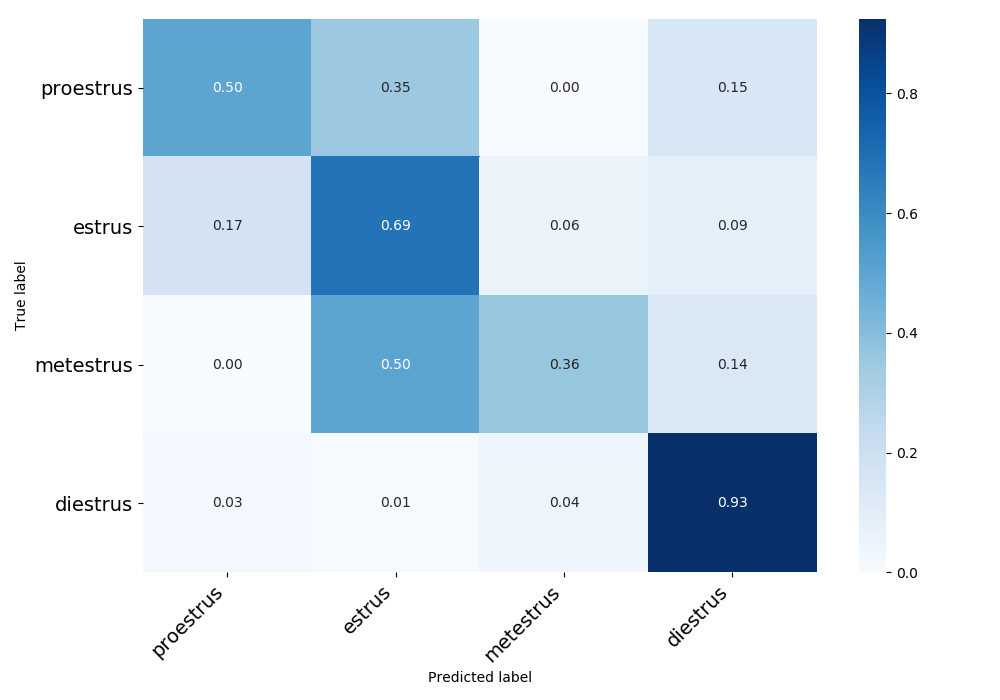 proestrus 0.50 0.35 0.00 0.15
estrus 0.17 0.69 0.06 0.09
metestrus 0.00 0.50 0.36 0.14
diestrus 0.03 0.01 0.04 0.93
True label
proestrus estrus metestrus diestrus
Predicted label
0.8
0.6
0.4
0.2
0.0